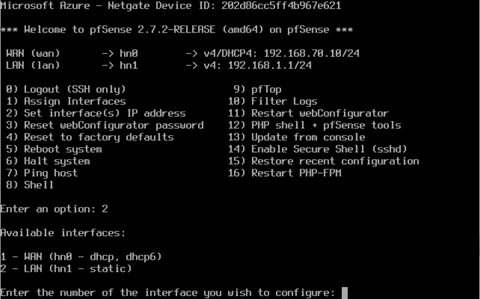 Microsoft Azure - Netgate Device ID: 202d86cc5ff4b967e621
*** Welcome to pfSense 2.7.2-RELEASE (amd64) on pfSense ***
WAN (wan) -> hn0 -> v4/DHCP4: 192.168.70.10/24
LAN (lan) -> hn1 -> v4: 192.168.1.1/24
0) Logout (SSH only) 9) pfTop
1) Assign Interfaces 10) Filter Logs
2) Set interface(s) IP address 11) Restart webConfigurator
3) Reset webConfigurator password 12) PHP shell + pfSense tools
4) Reset to factory defaults 13) Update from console
5) Reboot system 14) Enable Secure Shell (sshd)
6) Halt system 15) Restore recent configuration
7) Ping host 16) Restart PHP-FPM
8) Shell
Enter an option: 2
Available interfaces:
1 - WAN (hn0 - dhcp, dhcp6)
2 - LAN (hn1 - static)
Enter the number of the interface you wish to configure: